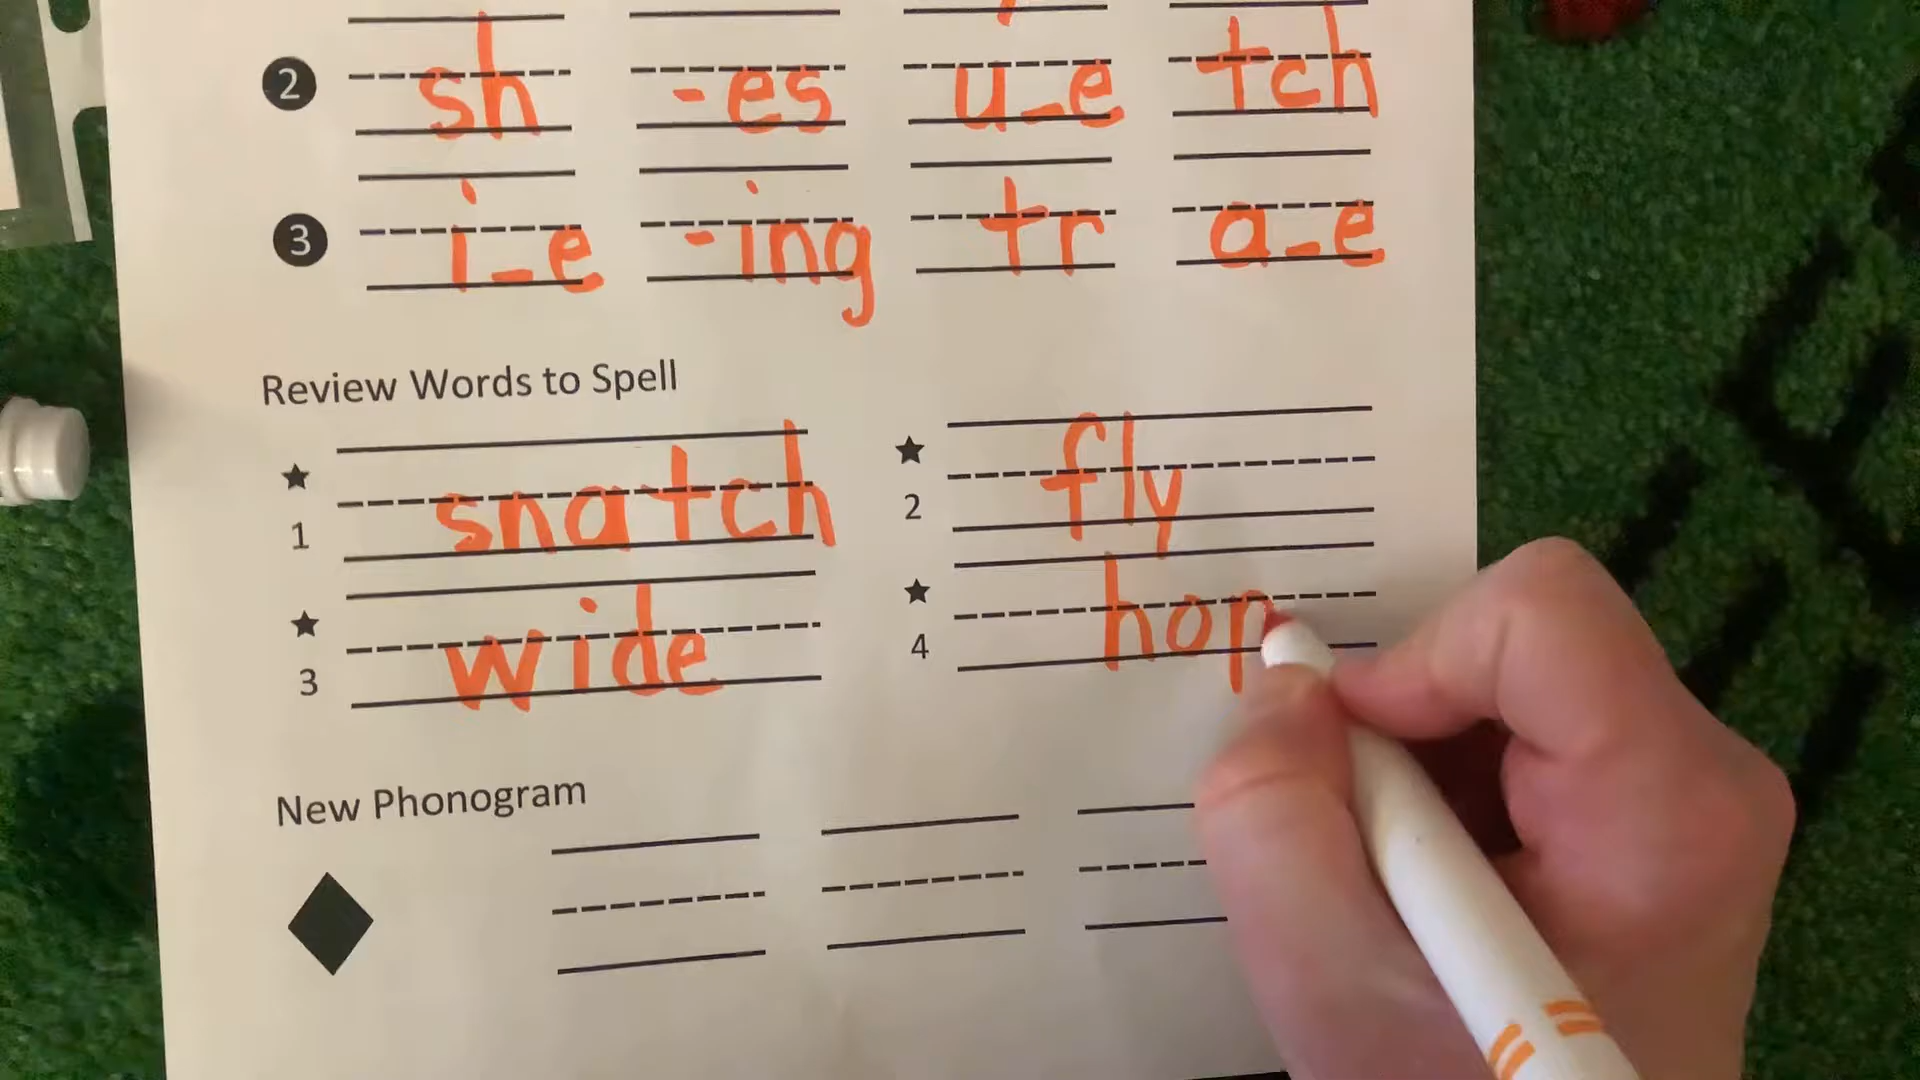 2 sh -es u_e tch
3 i_e -ing tr a_e
Review Words to Spell
1 snatch 2 fly
3 wide 4 hop
New Phonogram